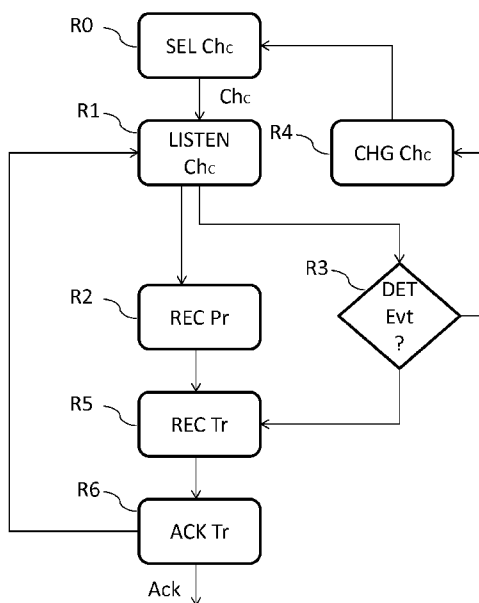 R0
SEL Chc
Chc
R1
LISTEN
Chc
R4
CHG Chc
R2
REC Pr
R3
DET
Evt
?
R5
REC Tr
R6
ACK Tr
Ack